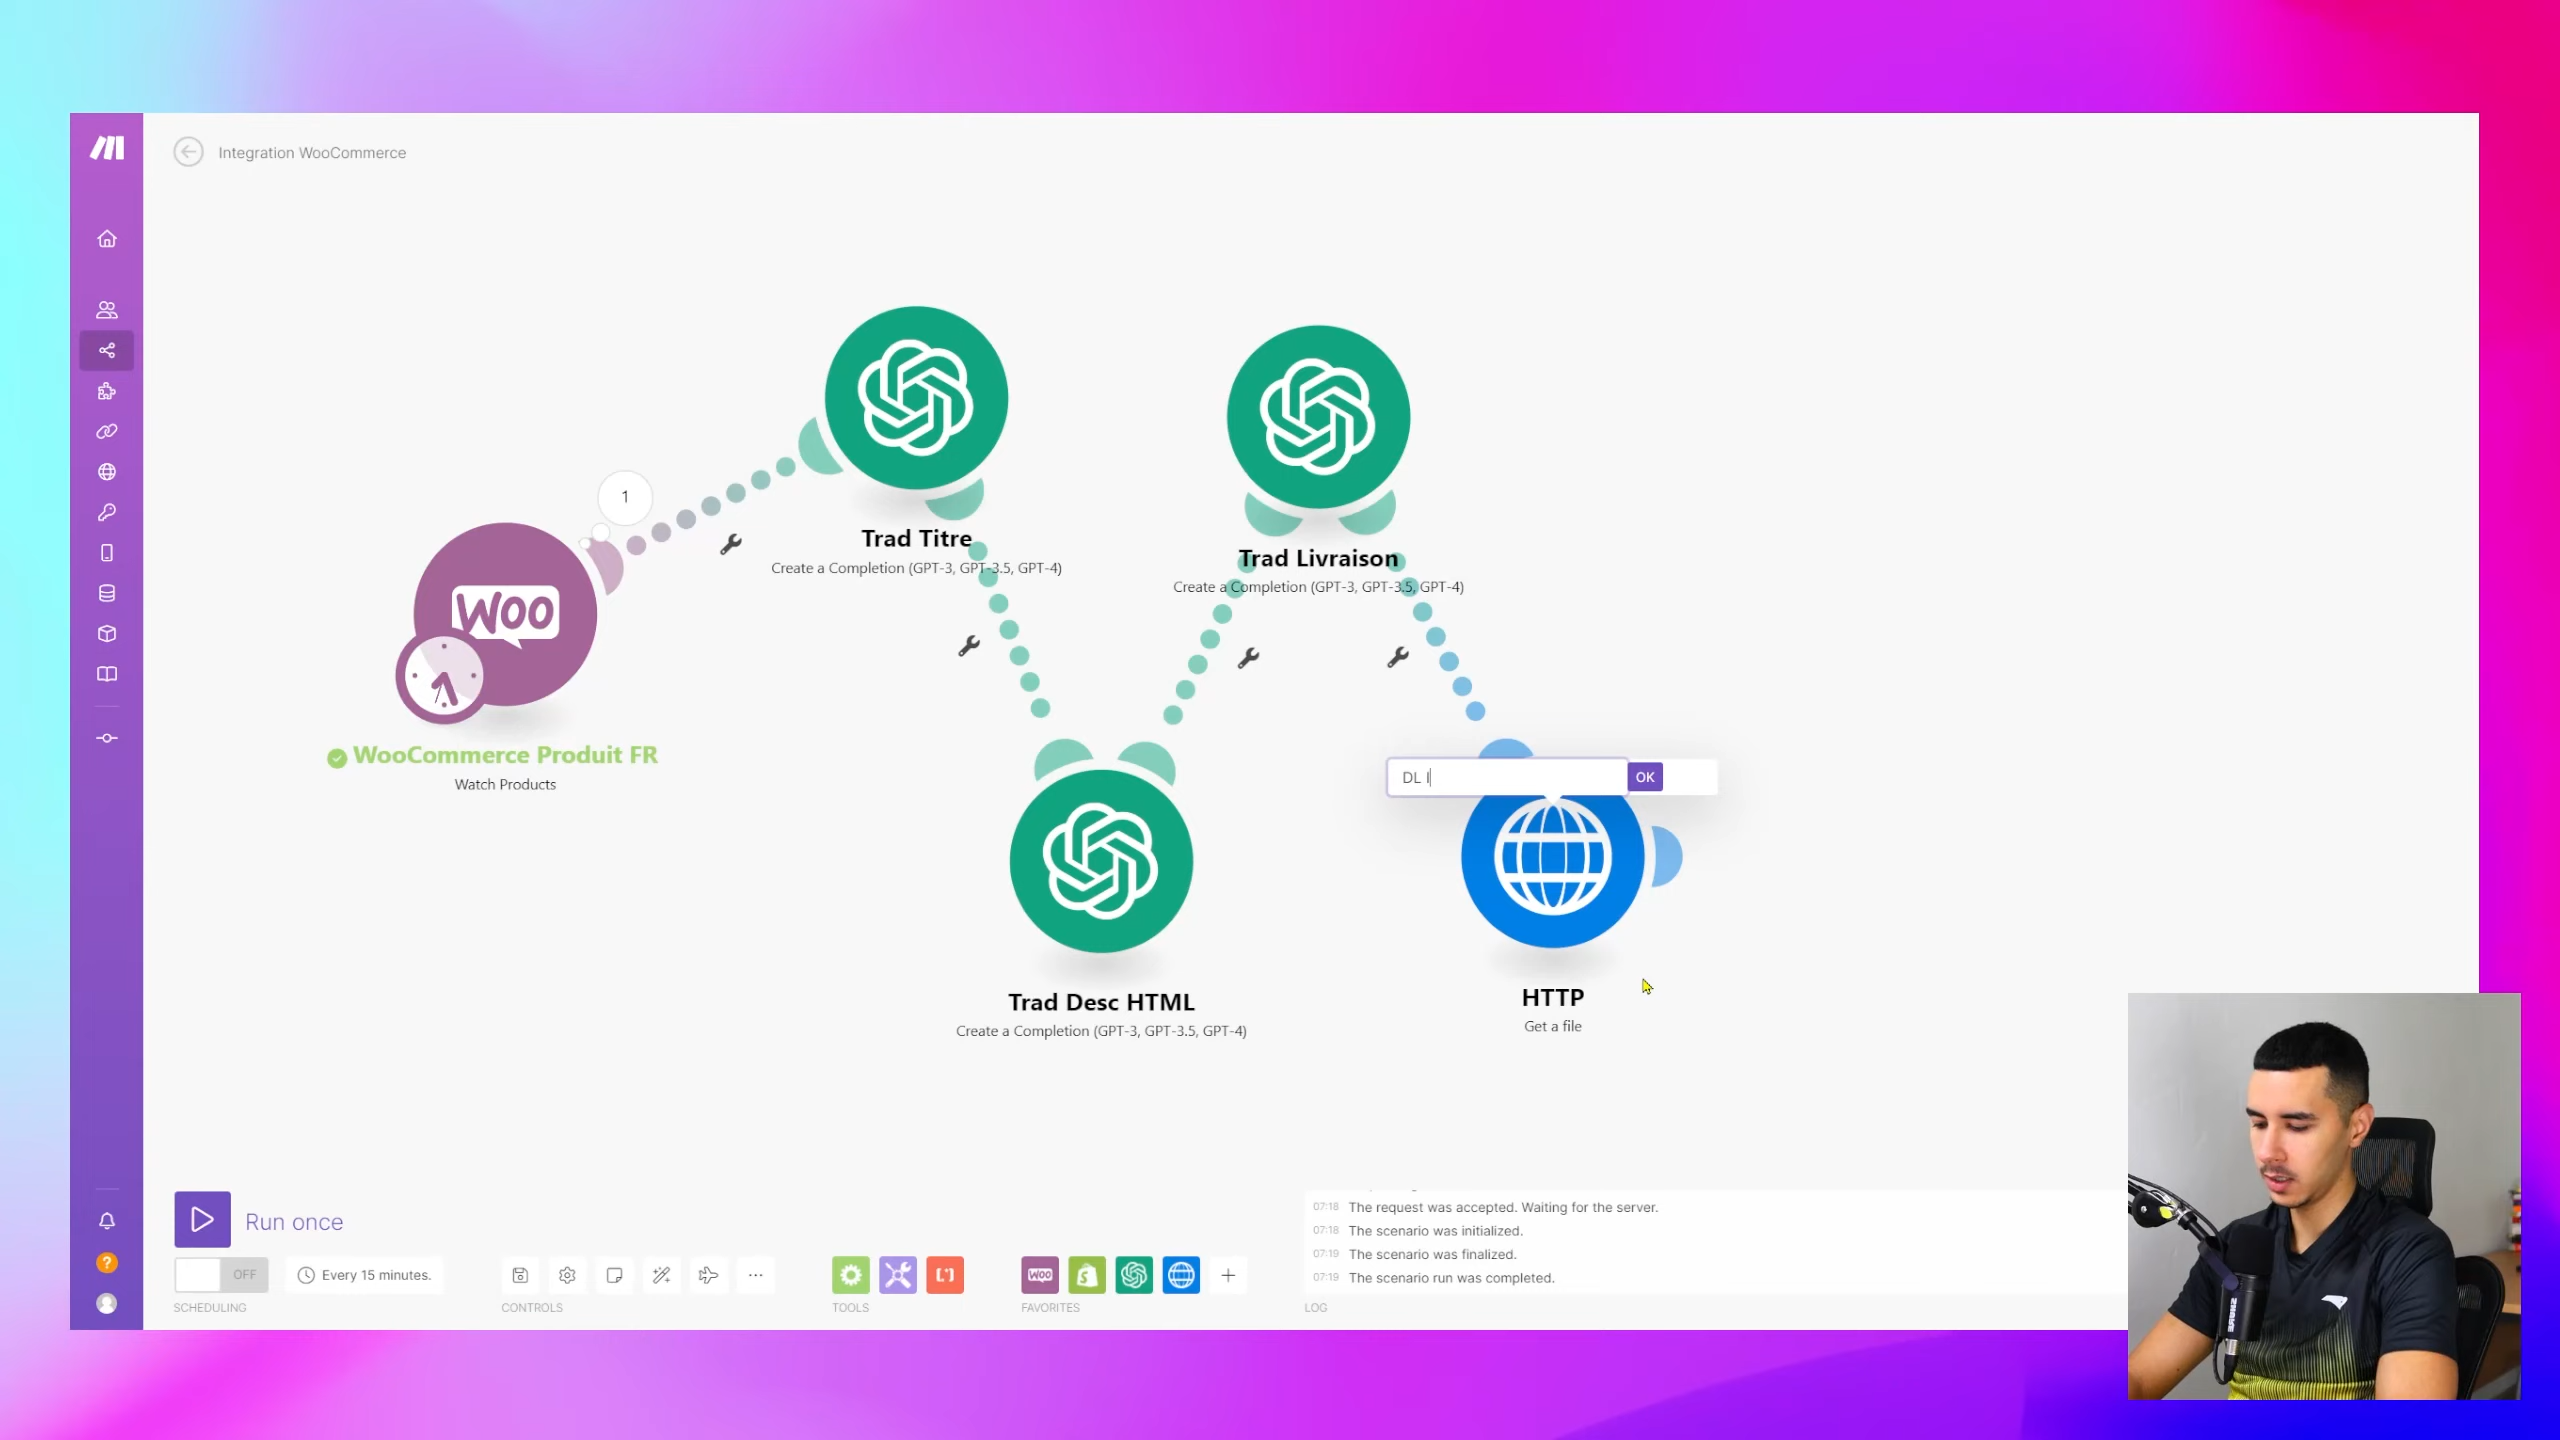 Integration WooCommerce
1
WOO
Trad Titre
Create a Completion (GPT-3, GPT-3.5, GPT-4)
Trad Livraison
Create a Completion (GPT-3, GPT-3.5, GPT-4)
WooCommerce Produit FR
Watch Products
DL I
OK
Trad Desc HTML
Create a Completion (GPT-3, GPT-3.5, GPT-4)
HTTP
Get a file
Run once
07:18 The request was accepted. Waiting for the server.
07:18 The scenario was initialized.
07:19 The scenario was finalized.
07:19 The scenario run was completed.
OFF
Every 15 minutes.
WOO
?
SCHEDULING
CONTROLS
TOOLS
FAVORITES
LOG